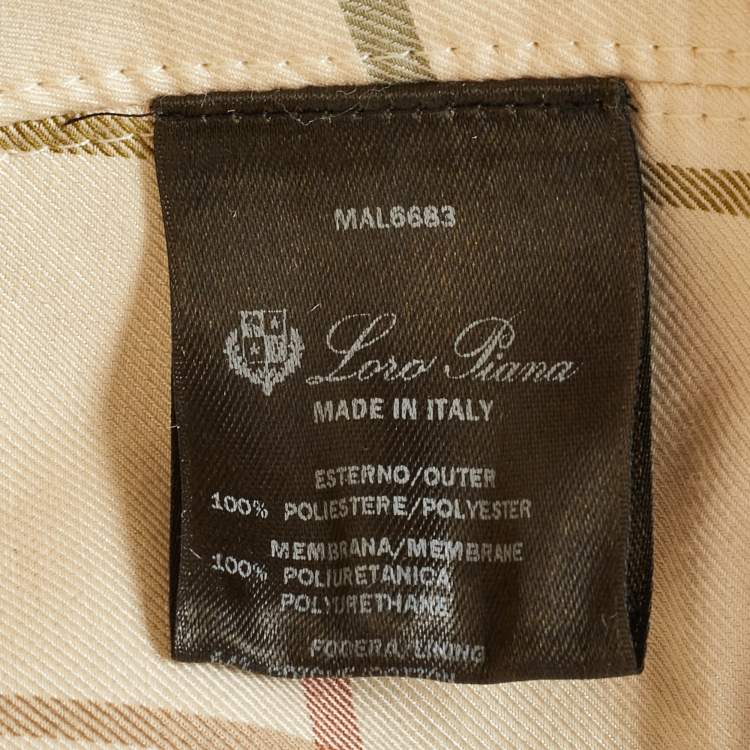 MAL6683
Loro Piana
MADE IN ITALY
ESTERNO/OUTER
100% POLIESTERE/POLYESTER
MEMBRANA/MEMBRANE
100% POLIURETANICA
POLYURETHANE
FODERA/LINING